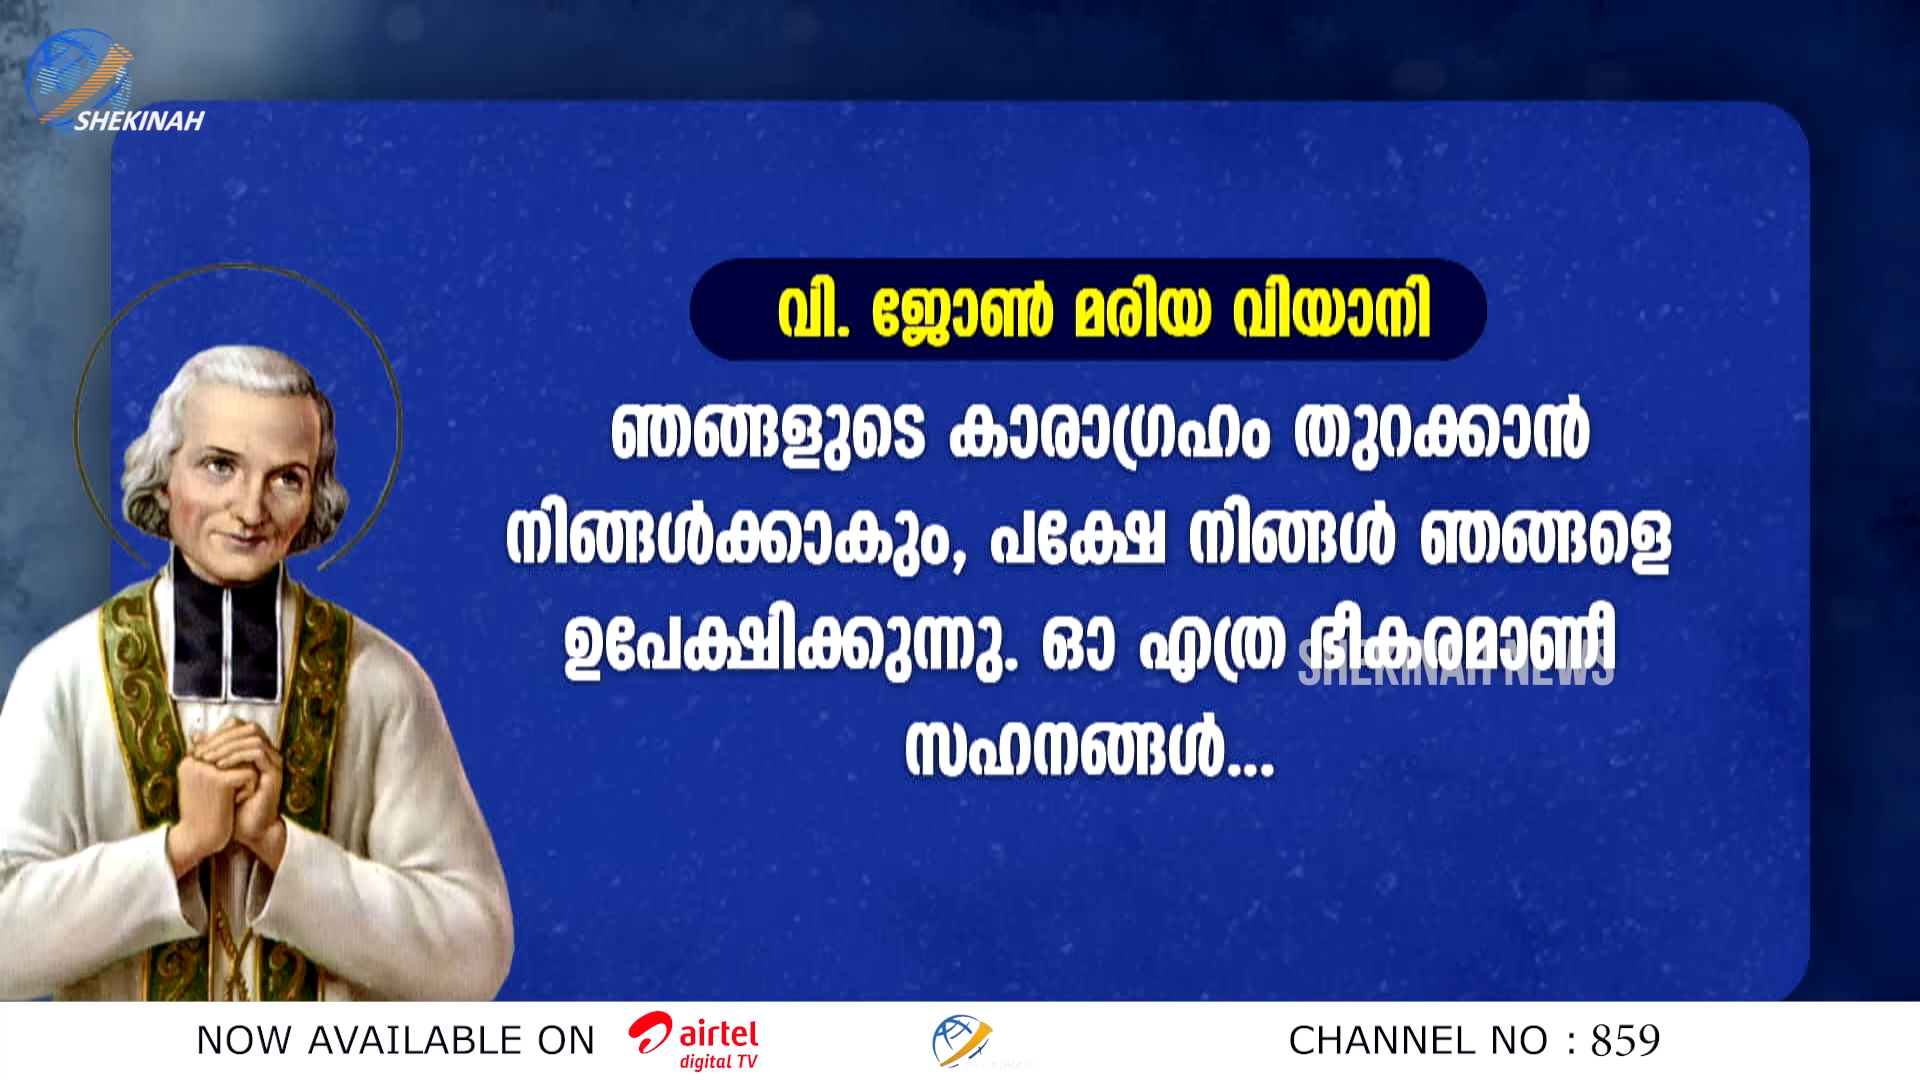 SHEKINAH
വി. ജോൺ മരിയ വിയാനി
ഞങ്ങളുടെ കാരാഗ്രഹം തുറക്കാൻ
നിങ്ങൾക്കാകും, പക്ഷേ നിങ്ങൾ ഞങ്ങളെ
ഉപേക്ഷിക്കുന്നു. ഓ എത്ര ഭീകരമാണീ
SHEKINAH NEWS
സഹനങ്ങൾ...
NOW AVAILABLE ON airtel digital TV CHANNEL NO : 859